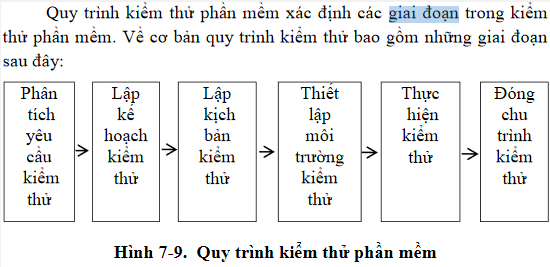 Quy trình kiểm thử phần mềm xác định các giai đoạn trong kiểm
thử phần mềm. Về cơ bản quy trình kiểm thử bao gồm những giai đoạn
sau đây:
Phân
tích
yêu
cầu
kiểm
thử
Lập
kế
hoạch
kiểm
thử
Lập
kịch
bản
kiểm
thử
Thiết
lập
môi
trường
kiểm
thử
Thực
hiện
kiểm
thử
Đóng
chu
trình
kiểm
thử
Hình 7-9. Quy trình kiểm thử phần mềm